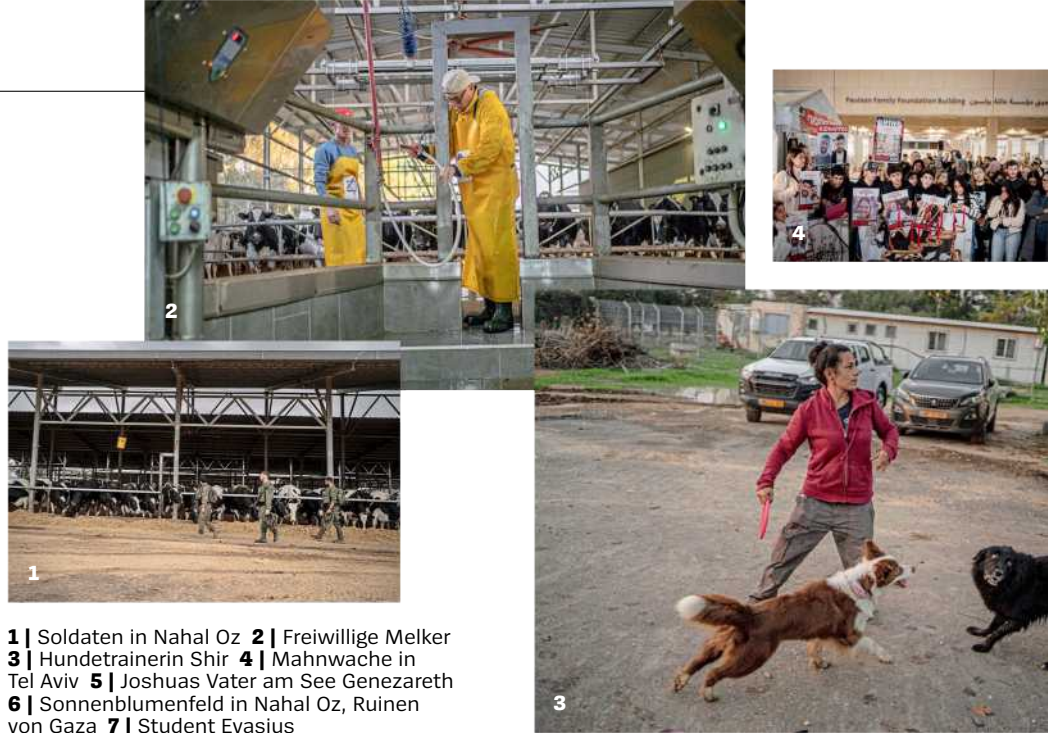 2
Paulson Family Foundation Building
4
1
3
1 | Soldaten in Nahal Oz 2 | Freiwillige Melker
3 | Hundetrainerin Shir 4 | Mahnwache in
Tel Aviv 5 | Joshuas Vater am See Genezareth
6 | Sonnenblumenfeld in Nahal Oz, Ruinen
von Gaza 7 | Student Evasius